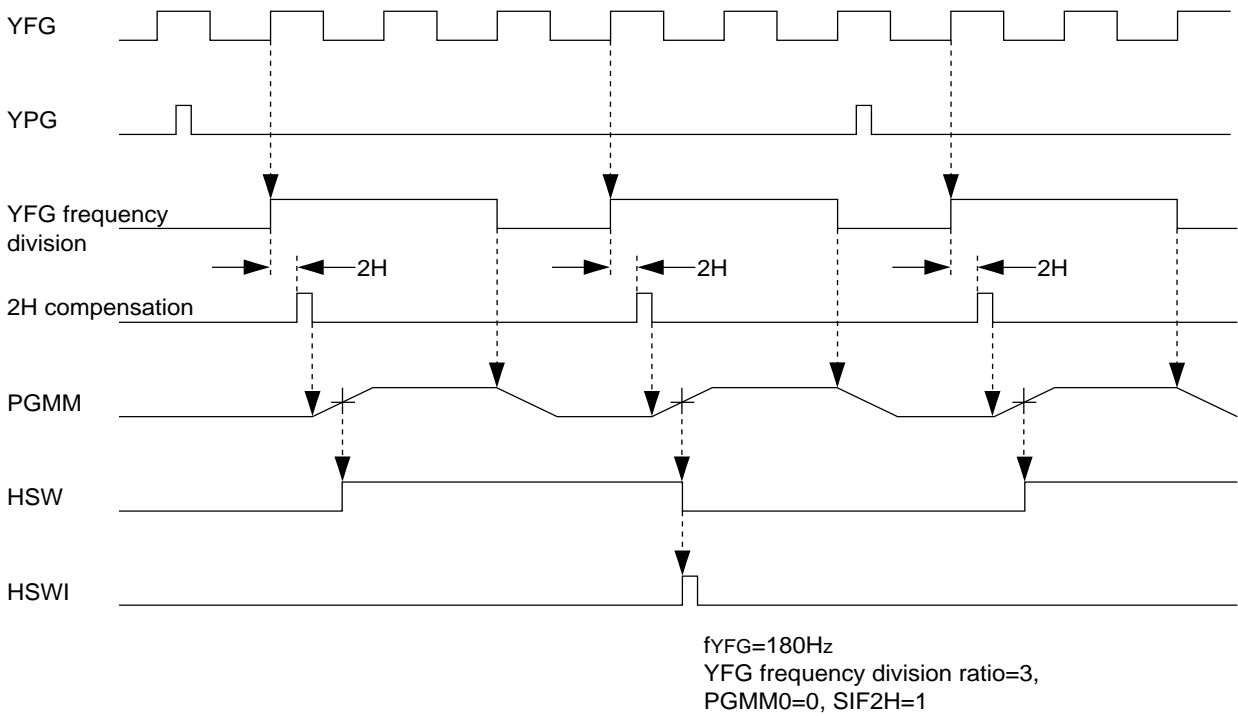 YFG
YPG
YFG frequency
division
2H
2H
2H
2H compensation
PGMM
HSW
HSWI
fYFG=180Hz
YFG frequency division ratio=3,
PGMM0=0, SIF2H=1